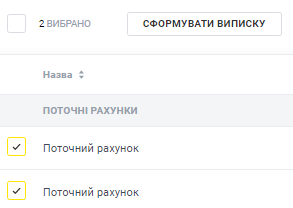 2 ВИБРАНО СФОРМУВАТИ ВИПИСКУ
Назва
ПОТОЧНІ РАХУНКИ
Поточний рахунок
Поточний рахунок